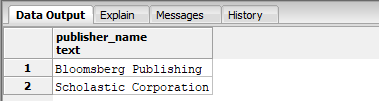 Data Output Explain Messages History
publisher_name
text
1 Bloomsberg Publishing
2 Scholastic Corporation